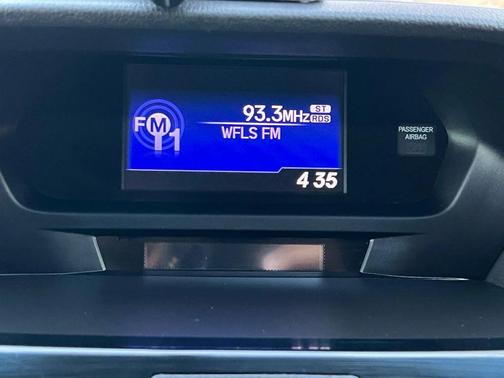 FM1
93.3MHz ST
RDS
WFLS FM
4 35
PASSENGER
AIRBAG